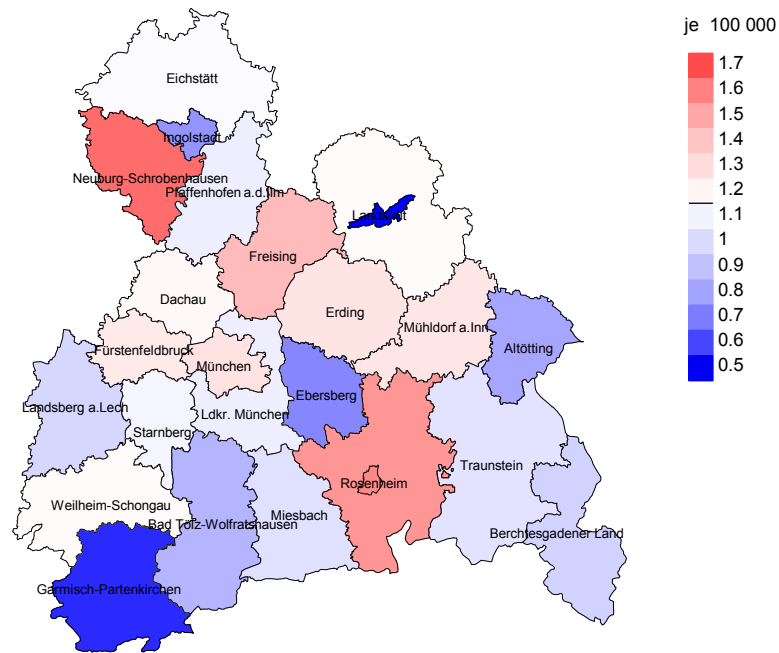 je 100 000
1.7
1.6
1.5
1.4
1.3
1.2
1.1
1
0.9
0.8
0.7
0.6
0.5
Eichstätt
Ingolstadt
Neuburg-Schrobenhausen
Pfaffenhofen a.d.Ilm
Landshut
Freising
Dachau
Erding
Mühldorf a.Inn
Altötting
Fürstenfeldbruck
München
Ebersberg
Landsberg a.Lech
Ldkr. München
Starnberg
Traunstein
Rosenheim
Weilheim-Schongau
Miesbach
Bad Tölz-Wolfratshausen
Berchtesgadener Land
Garmisch-Partenkirchen